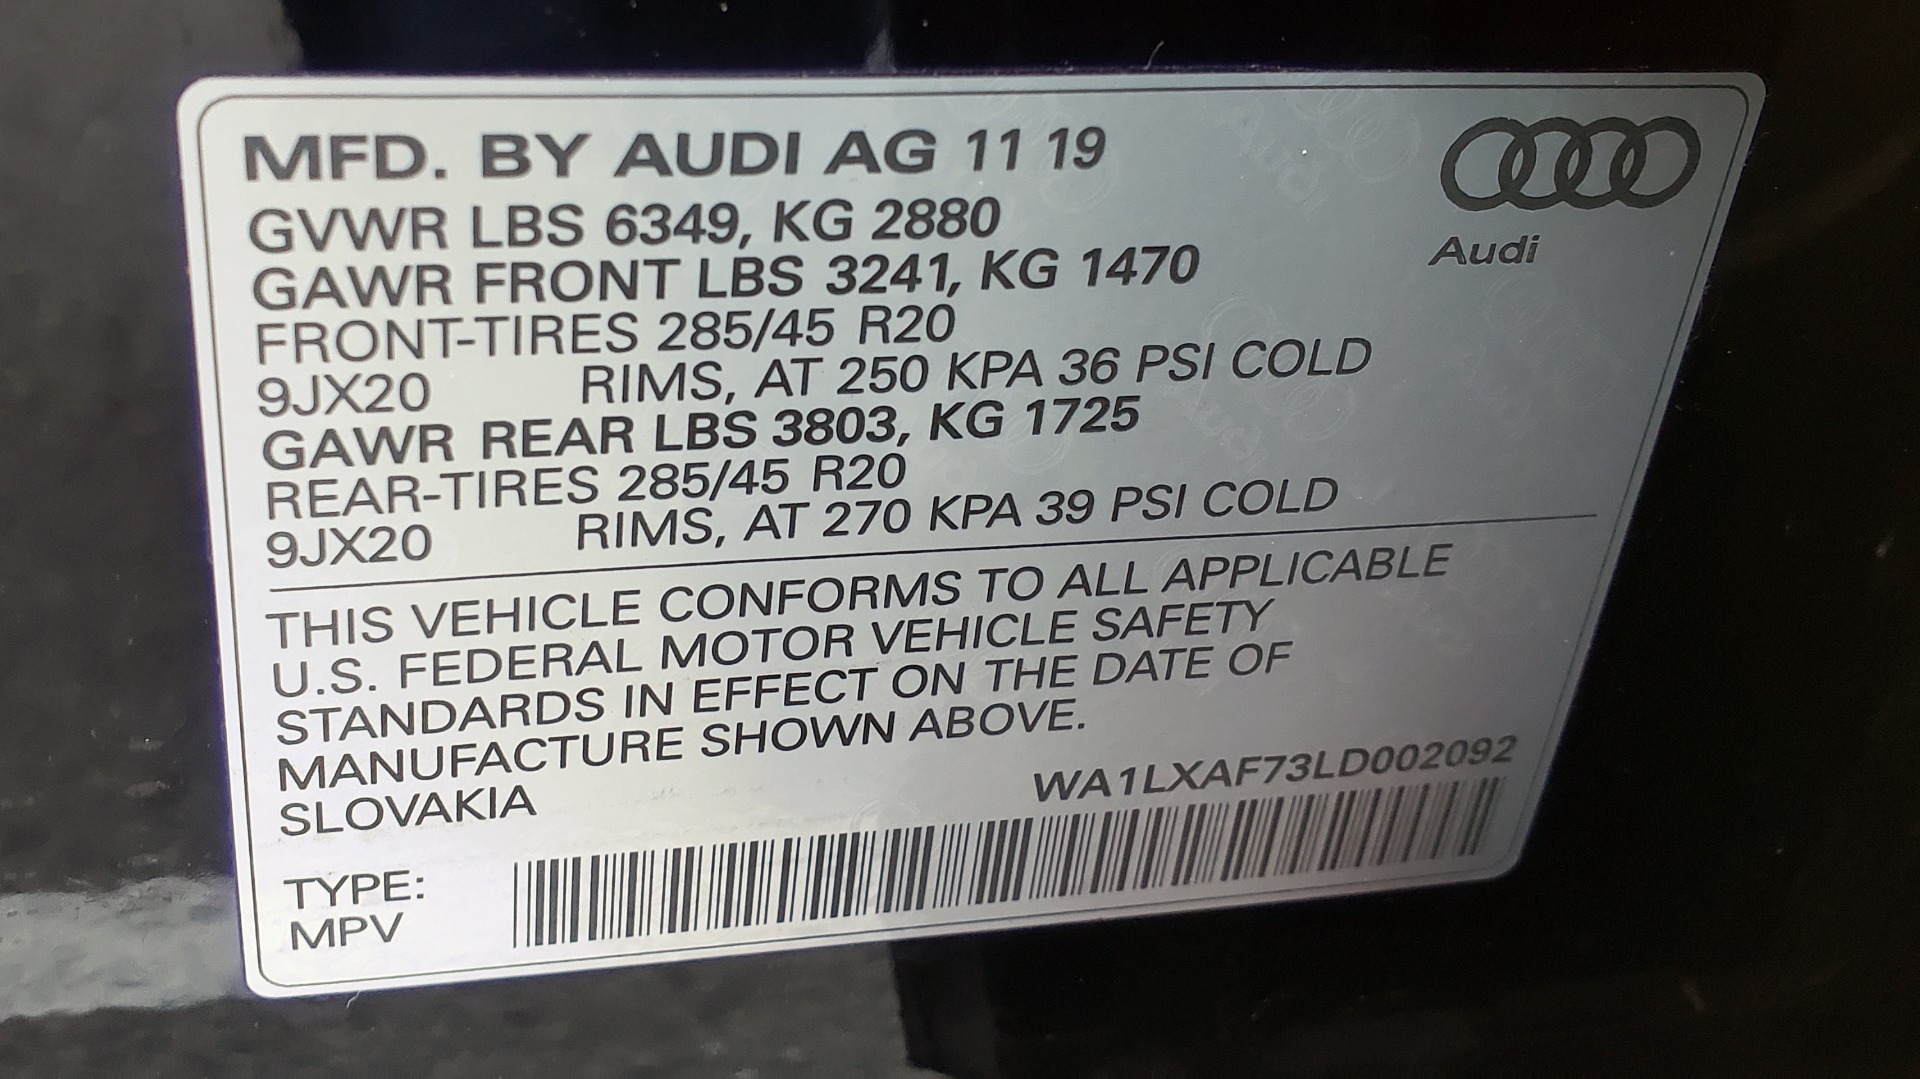 MFD. BY AUDI AG 11 19
Audi
GVWR LBS 6349, KG 2880
GAWR FRONT LBS 3241, KG 1470
FRONT-TIRES 285/45 R20
9JX20 RIMS, AT 250 KPA 36 PSI COLD
GAWR REAR LBS 3803, KG 1725
REAR-TIRES 285/45 R20
9JX20 RIMS, AT 270 KPA 39 PSI COLD
THIS VEHICLE CONFORMS TO ALL APPLICABLE
U.S. FEDERAL MOTOR VEHICLE SAFETY
STANDARDS IN EFFECT ON THE DATE OF
MANUFACTURE SHOWN ABOVE.
SLOVAKIA
WA1LXAF73LD002092
TYPE:
MPV